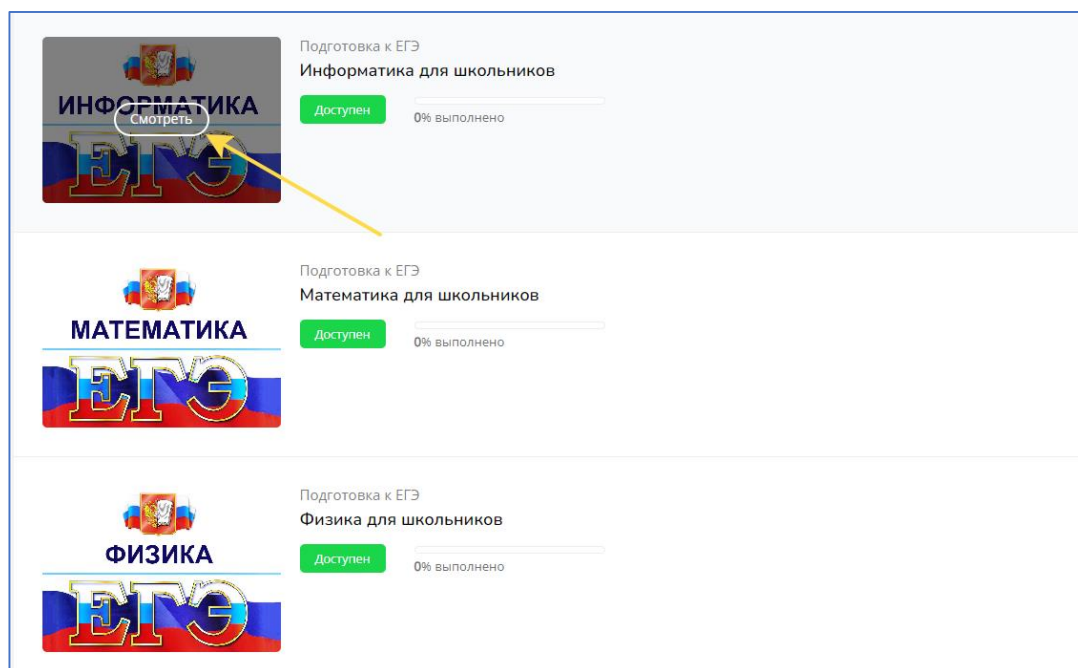 ИНФОРМАТИКА
Смотреть
ЕГЭ
Подготовка к ЕГЭ
Информатика для школьников
Доступен
0% выполнено
МАТЕМАТИКА
ЕГЭ
Подготовка к ЕГЭ
Математика для школьников
Доступен
0% выполнено
ФИЗИКА
ЕГЭ
Подготовка к ЕГЭ
Физика для школьников
Доступен
0% выполнено